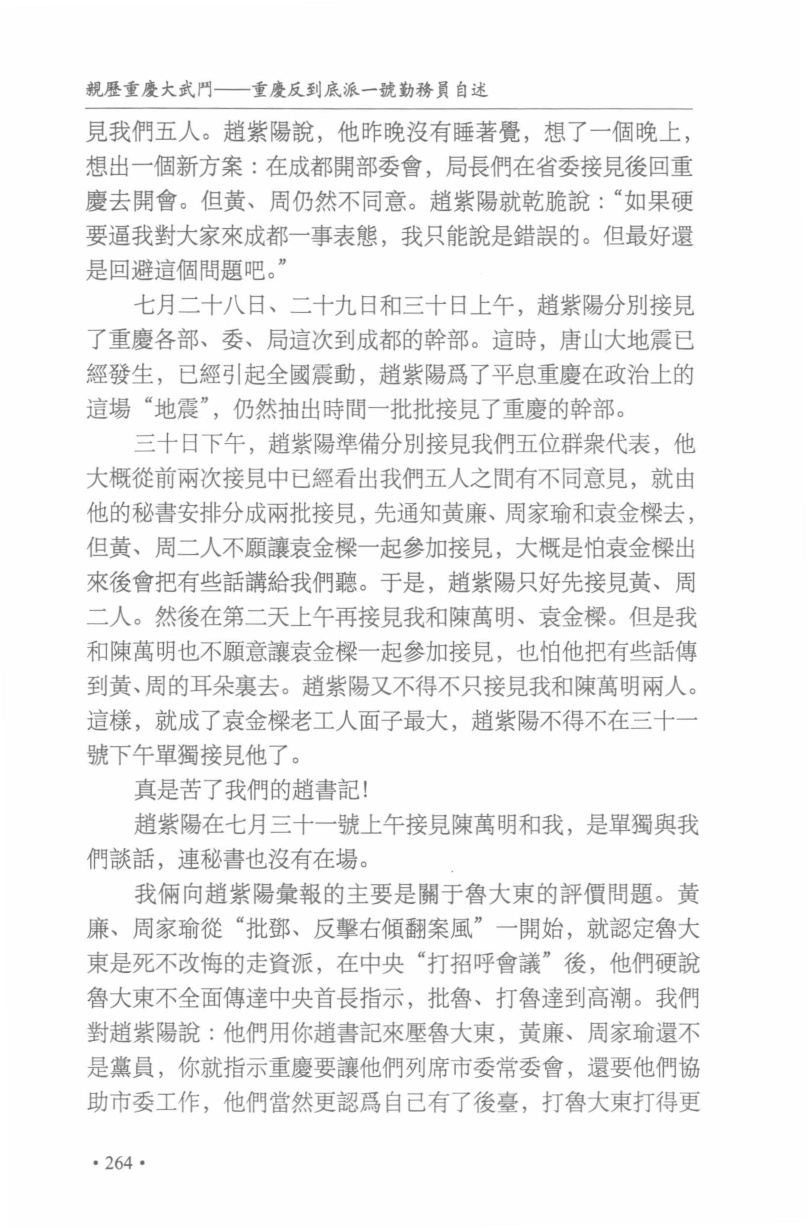 親歷重慶大武鬥——重慶反到底派一號勤務員自述
見我們五人。趙紫陽說，他昨晚沒有睡著覺，想了一個晚上，
想出一個新方案：在成都開部委會，局長們在省委接見後回重
慶去開會。但黃、周仍然不同意。趙紫陽就乾脆說：“如果硬
要逼我對大家來成都一事表態，我只能說是錯誤的。但最好還
是回避這個問題吧。”
七月二十八日、二十九日和三十日上午，趙紫陽分別接見
了重慶各部、委、局這次到成都的幹部。這時，唐山大地震已
經發生，已經引起全國震動，趙紫陽爲了平息重慶在政治上的
這場“地震”，仍然抽出時間一批批接見了重慶的幹部。
三十日下午，趙紫陽準備分別接見我們五位群衆代表，他
大概從前兩次接見中已經看出我們五人之間有不同意見，就由
他的秘書安排分成兩批接見，先通知黃廉、周家瑜和袁金樑去，
但黃、周二人不願讓袁金樑一起參加接見，大概是怕袁金樑出
來後會把有些話講給我們聽。于是，趙紫陽只好先接見黃、周
二人。然後在第二天上午再接見我和陳萬明、袁金樑。但是我
和陳萬明也不願意讓袁金樑一起參加接見，也怕他把有些話傳
到黃、周的耳朵裏去。趙紫陽又不得不只接見我和陳萬明兩人。
這樣，就成了袁金樑老工人面子最大，趙紫陽不得不在三十一
號下午單獨接見他了。
真是苦了我們的趙書記！
趙紫陽在七月三十一號上午接見陳萬明和我，是單獨與我
們談話，連秘書也沒有在場。
我倆向趙紫陽彙報的主要是關于魯大東的評價問題。黃
廉、周家瑜從“批鄧、反擊右傾翻案風”一開始，就認定魯大
東是死不改悔的走資派，在中央“打招呼會議”後，他們硬說
魯大東不全面傳達中央首長指示，批魯、打魯達到高潮。我們
對趙紫陽說：他們用你趙書記來壓魯大東，黃廉、周家瑜還不
是黨員，你就指示重慶要讓他們列席市委常委會，還要他們協
助市委工作，他們當然更認爲自己有了後臺，打魯大東打得更
·264·